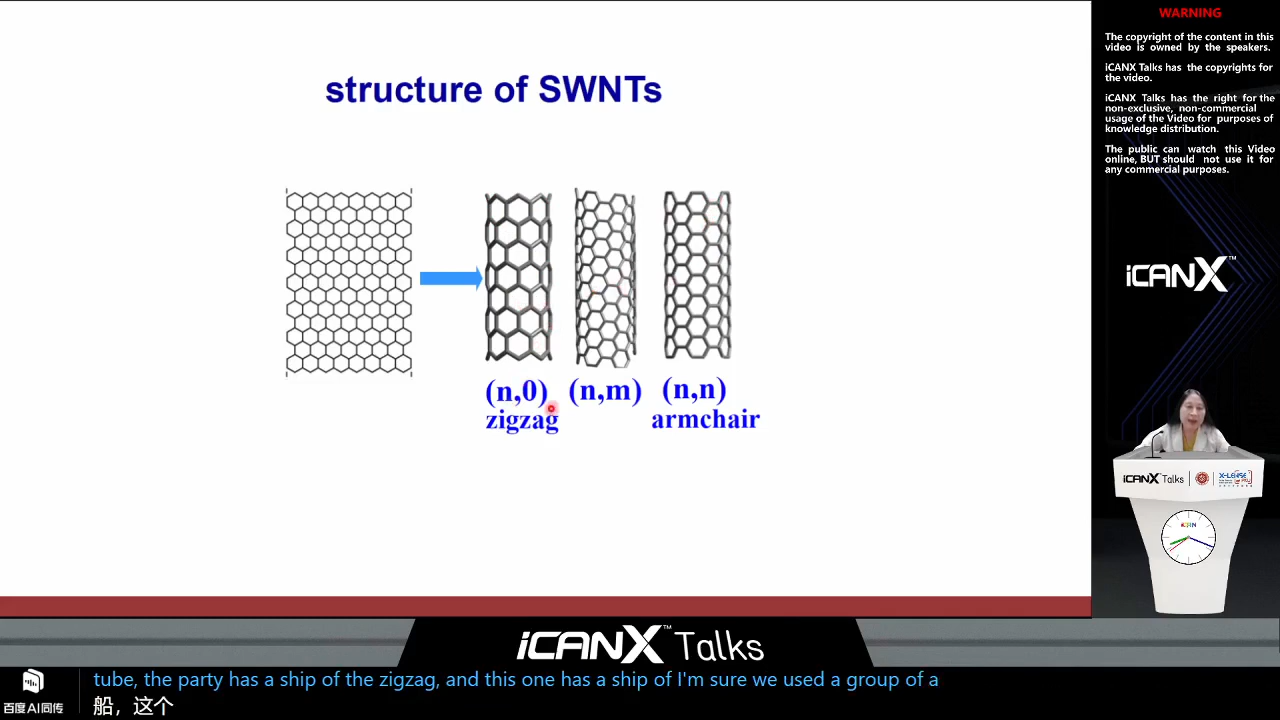 structure of SWNTs
(n,0)
(n,m)
(n,n)
zigzag
armchair
WARNING
The copyright of the content in this
video is owned by the speakers.
iCANX Talks has the copyrights for
the video.
iCANX Talks has the right for the
non-exclusive, non-commercial
usage of the Video for purposes of
knowledge distribution.
The public can watch this Video
online, BUT should not use it for
any commercial purposes.
iCANX™
iCANX Talks
X-LENSE
iCANX™ Talks
tube, the party has a ship of the zigzag, and this one has a ship of I'm sure we used a group of a
船，这个
百度AI同传